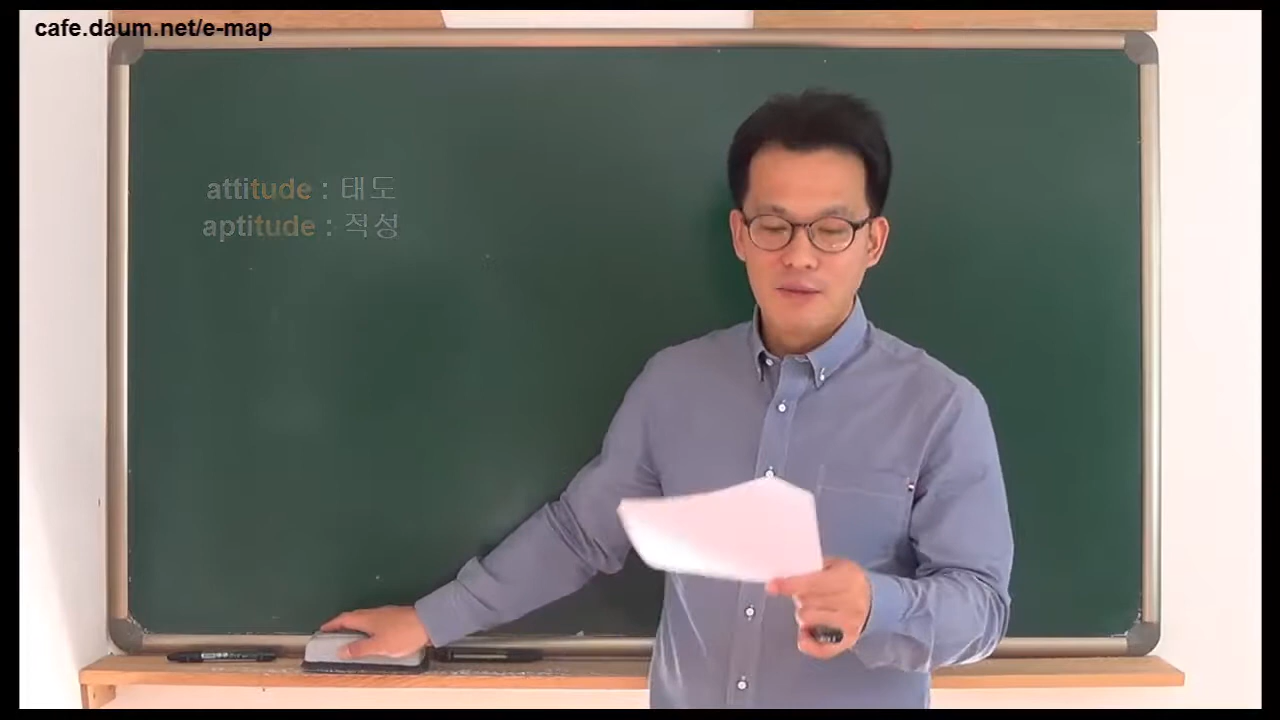 cafe.daum.net/e-map
attitude : 태도
aptitude : 적성